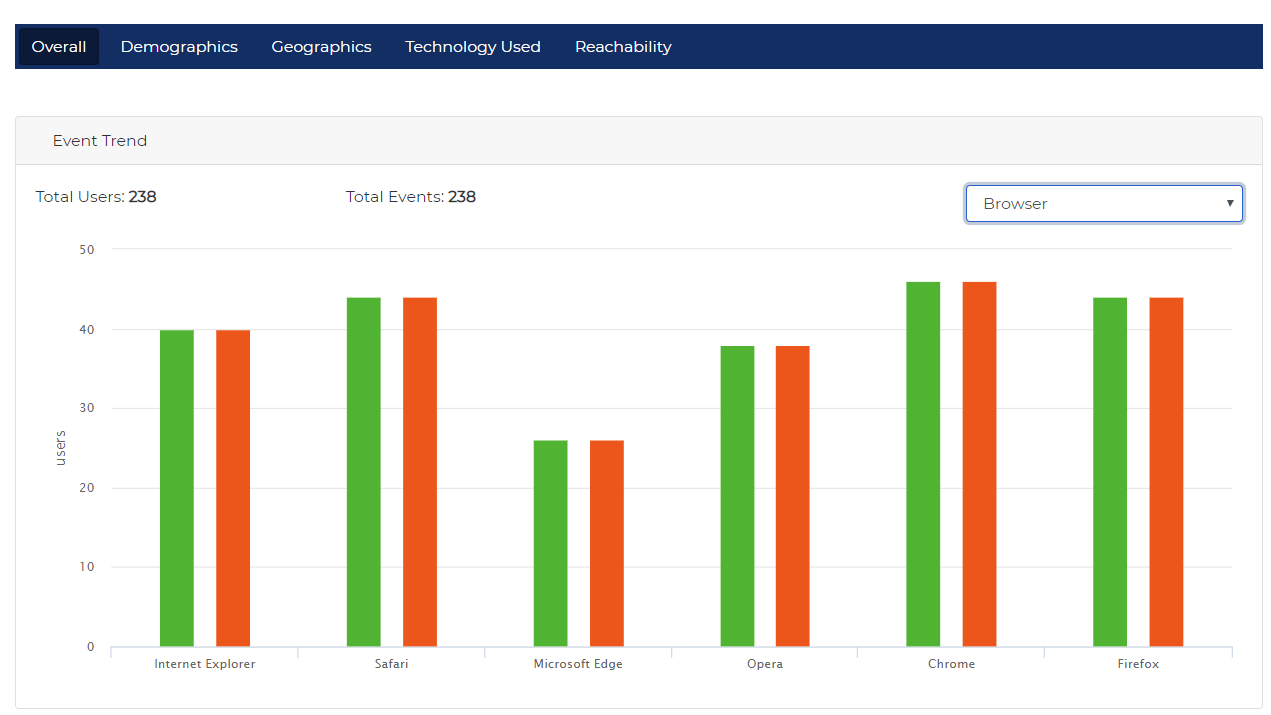 Overall Demographics Geographics Technology Used Reachability
Event Trend
Total Users: 238 Total Events: 238 Browser ▼
50
40
30
20
10
0
users
Internet Explorer Safari Microsoft Edge Opera Chrome Firefox